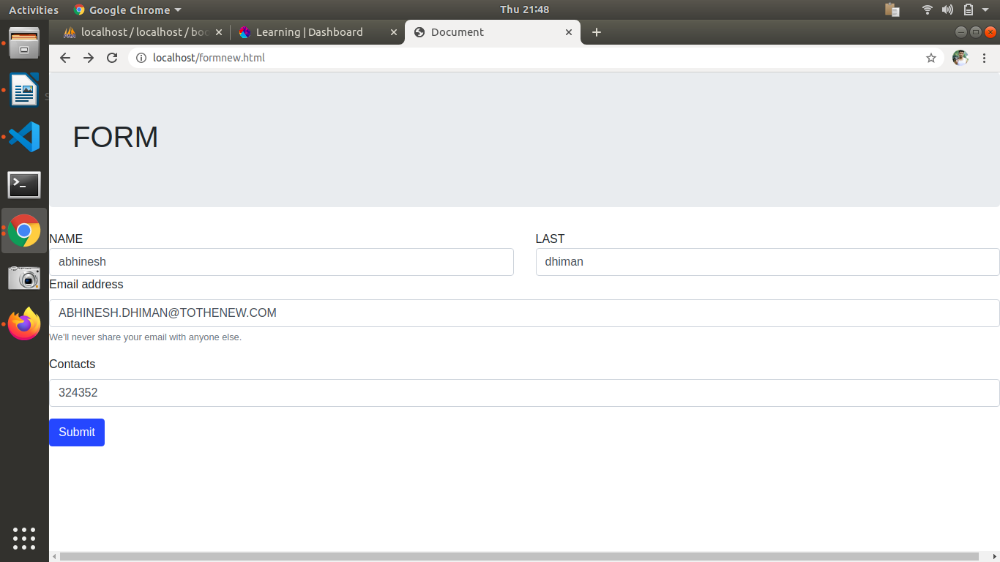 Activities Google Chrome Thu 21:48
localhost / localhost / boo Learning | Dashboard Document
localhost/formnew.html
FORM
NAME LAST
abhinesh dhiman
Email address
ABHINESH.DHIMAN@TOTHENEW.COM
We'll never share your email with anyone else.
Contacts
324352
Submit